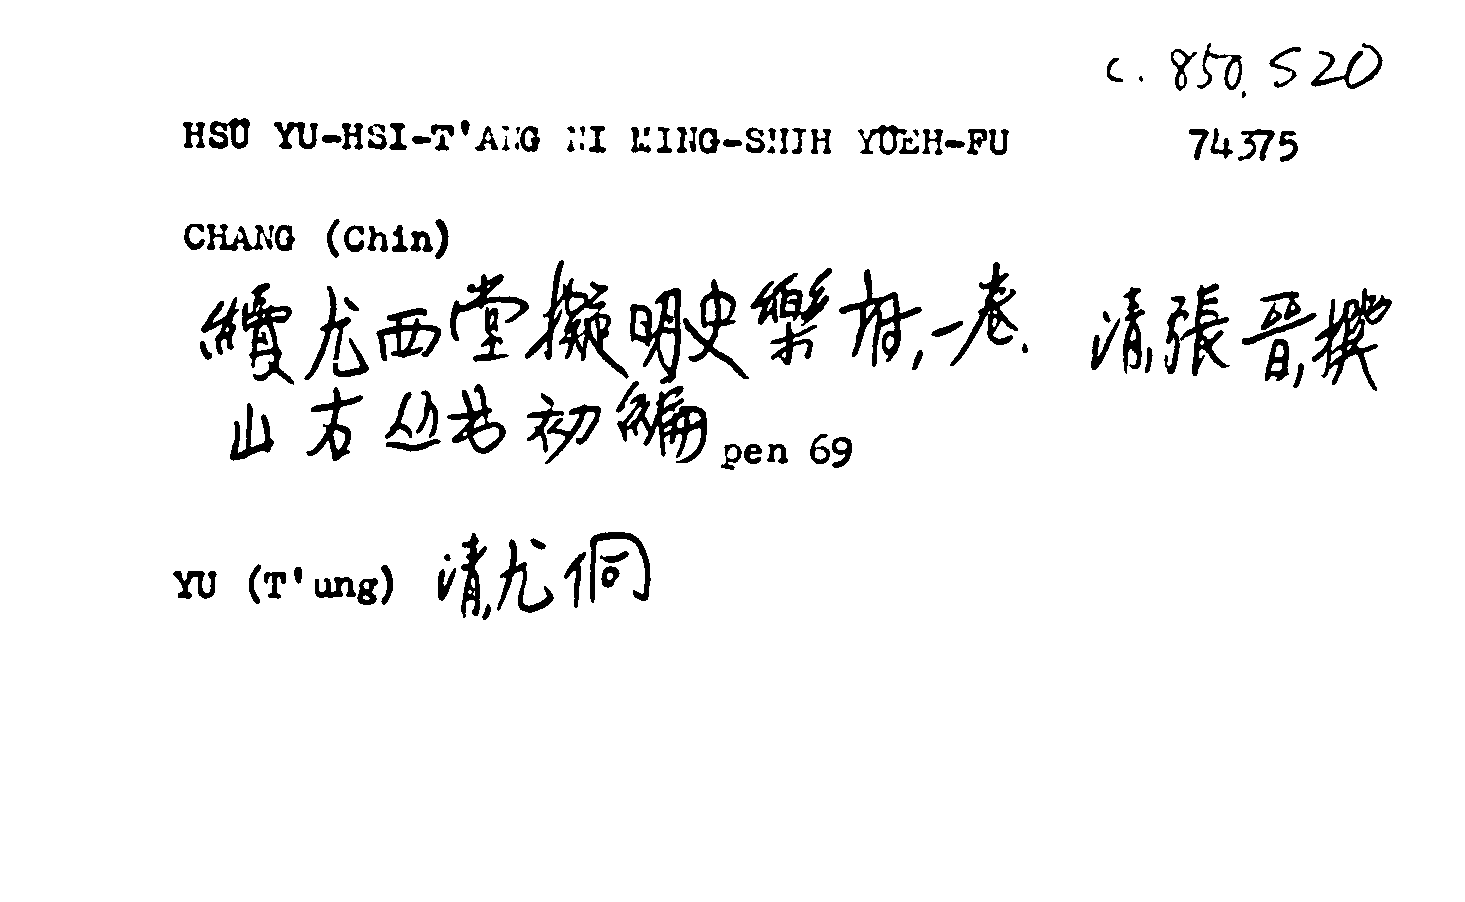 c. 850. S20
HSÜ YU-HSI-T'ANG NI MING-SHIH YÜEH-FU 74375
CHANG (Chin)
續尤西堂擬明史樂府,一卷. 清,張晉,撰
山右丛书初編 pen 69
YU (T'ung) 清,尤侗